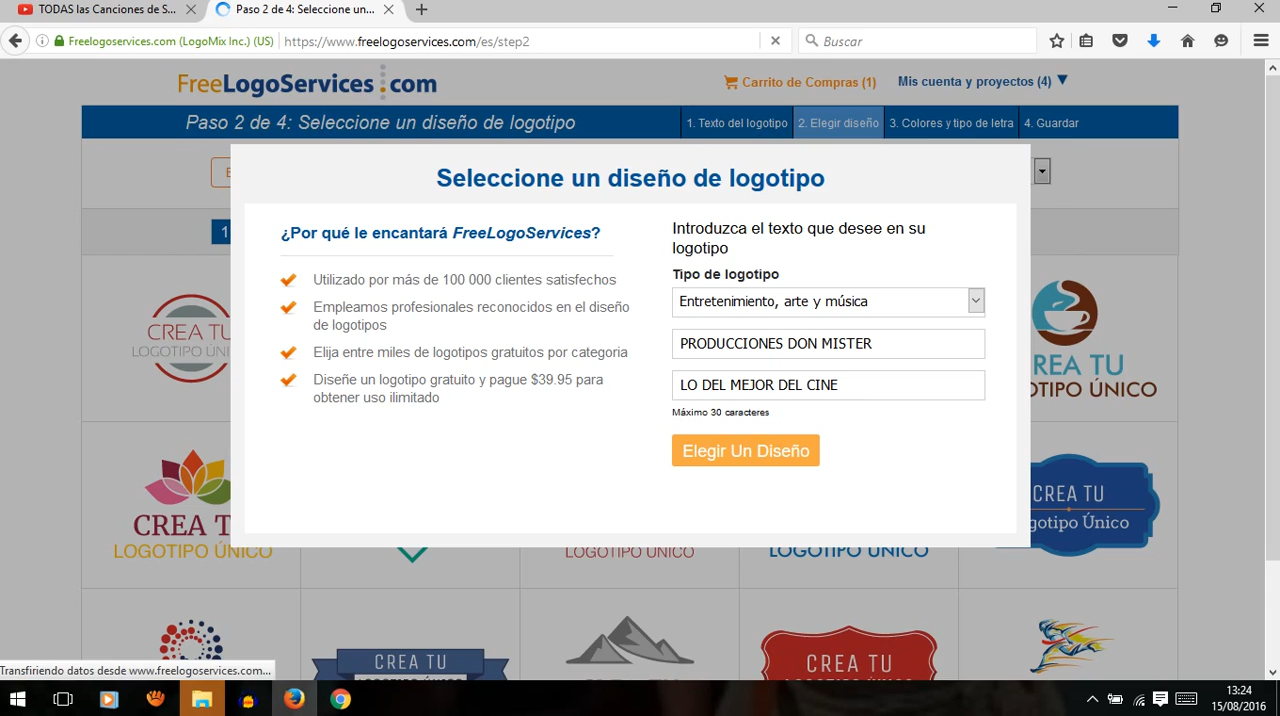 TODAS las Canciones de S...
Paso 2 de 4: Seleccione un...
Freelogoservices.com (LogoMix Inc.) (US)
https://www.freelogoservices.com/es/step2
Buscar
FreeLogoServices.com
Carrito de Compras (1)
Mis cuenta y proyectos (4)
Paso 2 de 4: Seleccione un diseño de logotipo
1. Texto del logotipo
2. Elegir diseño
3. Colores y tipo de letra
4. Guardar
Seleccione un diseño de logotipo
1
¿Por qué le encantará FreeLogoServices?
Utilizado por más de 100 000 clientes satisfechos
Empleamos profesionales reconocidos en el diseño
de logotipos
Elija entre miles de logotipos gratuitos por categoria
Diseñe un logotipo gratuito y pague $39.95 para
obtener uso ilimitado
Introduzca el texto que desee en su
logotipo
Tipo de logotipo
Entretenimiento, arte y música
PRODUCCIONES DON MISTER
LO DEL MEJOR DEL CINE
Máximo 30 caracteres
Elegir Un Diseño
CREA TU
LOGOTIPO ÚNI
REA TU
OTIPO ÚNICO
CREA T
LOGOTIPO ÚNICO
LOGOTIPO ÚNICO
LOGOTIPO ÚNICO
CREA TU
gotipo Único
CREA TU
CREA TU
Transfiriendo datos desde www.freelogoservices.com...
13:24
15/08/2016